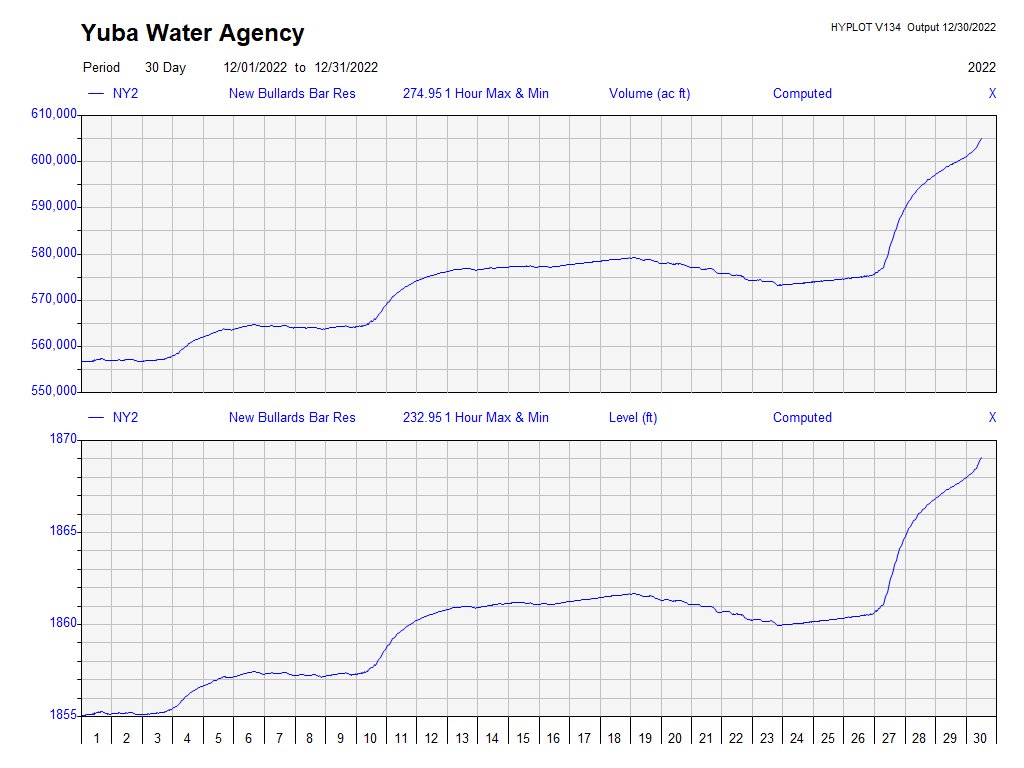 Yuba Water Agency
HYPLOT V134 Output 12/30/2022
Period 30 Day 12/01/2022 to 12/31/2022 2022
NY2 New Bullards Bar Res 274.95 1 Hour Max & Min Volume (ac ft) Computed X
610,000
600,000
590,000
580,000
570,000
560,000
550,000
NY2 New Bullards Bar Res 232.95 1 Hour Max & Min Level (ft) Computed X
1870
1865
1860
1855
1 2 3 4 5 6 7 8 9 10 11 12 13 14 15 16 17 18 19 20 21 22 23 24 25 26 27 28 29 30